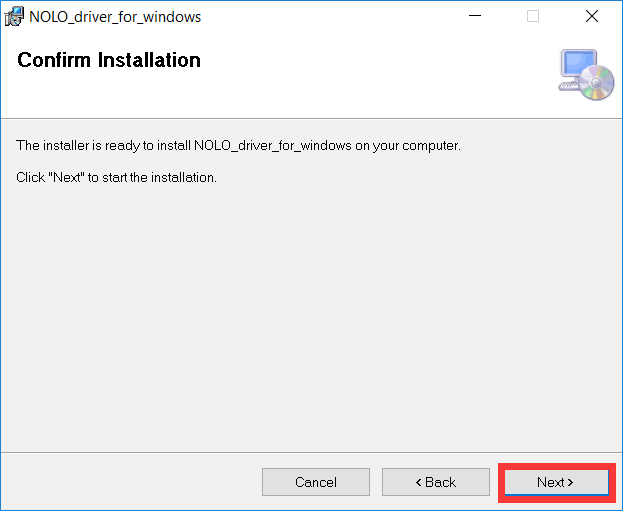 NOLO_driver_for_windows
Confirm Installation
The installer is ready to install NOLO_driver_for_windows on your computer.
Click "Next" to start the installation.
Cancel
< Back
Next >